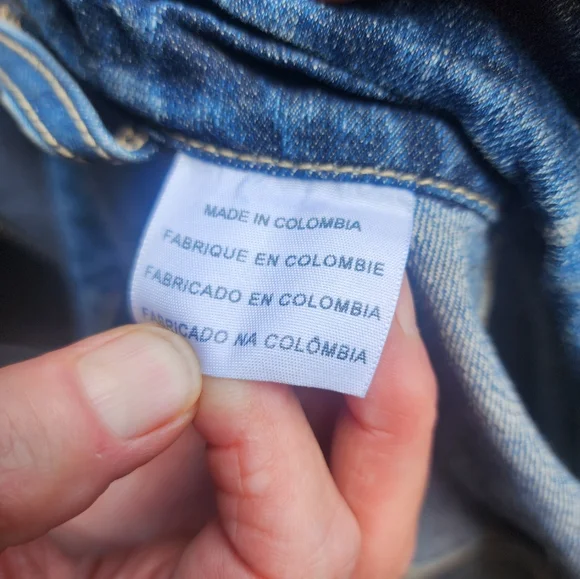 MADE IN COLOMBIA
FABRIQUE EN COLOMBIE
FABRICADO EN COLOMBIA
FABRICADO NA COLÔMBIA